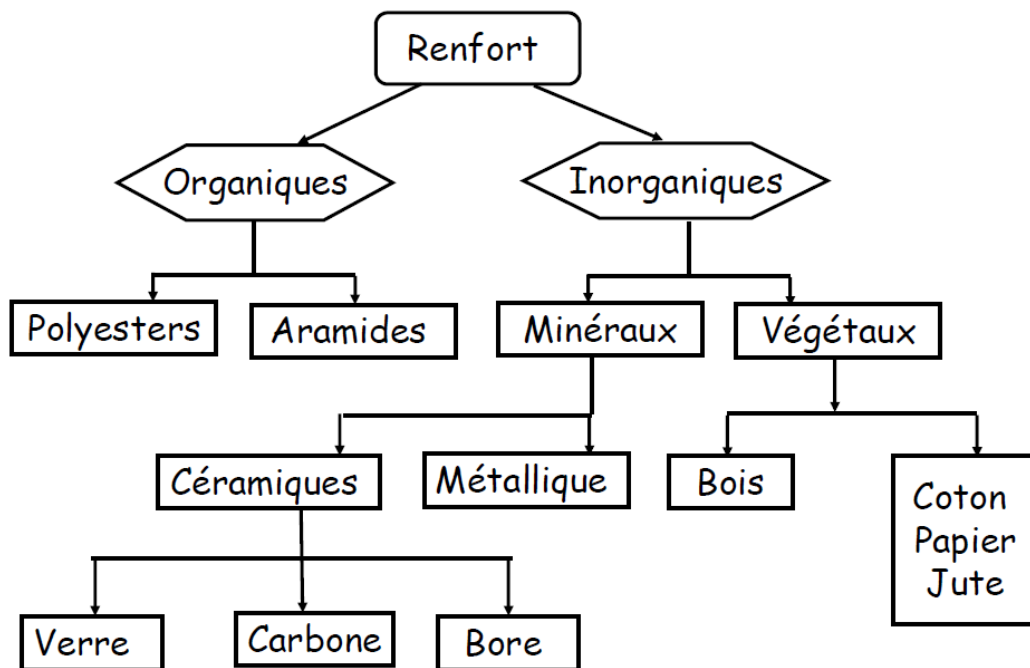 Renfort
Organiques
Inorganiques
Polyesters
Aramides
Minéraux
Végétaux
Céramiques
Métallique
Bois
Coton
Papier
Jute
Verre
Carbone
Bore